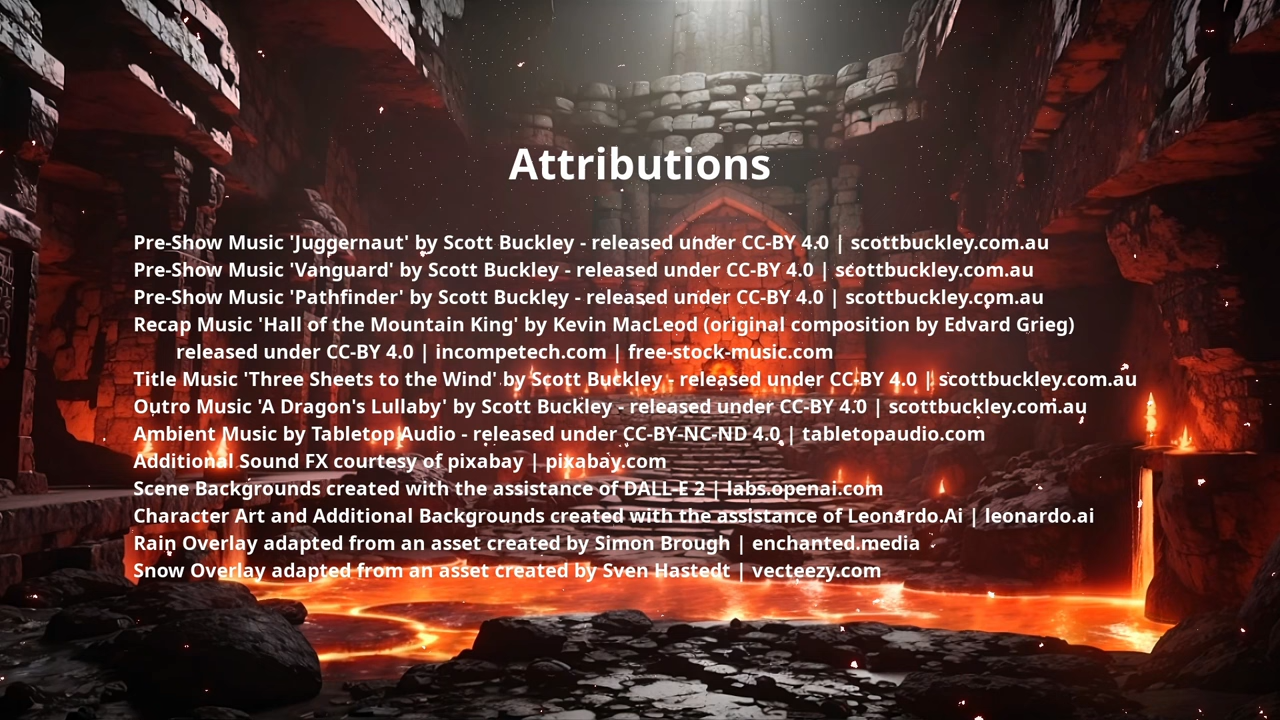 Attributions
Pre-Show Music 'Juggernaut' by Scott Buckley - released under CC-BY 4.0 | scottbuckley.com.au
Pre-Show Music 'Vanguard' by Scott Buckley - released under CC-BY 4.0 | scottbuckley.com.au
Pre-Show Music 'Pathfinder' by Scott Buckley - released under CC-BY 4.0 | scottbuckley.com.au
Recap Music 'Hall of the Mountain King' by Kevin MacLeod (original composition by Edvard Grieg)
released under CC-BY 4.0 | incompetech.com | free-stock-music.com
Title Music 'Three Sheets to the Wind' by Scott Buckley - released under CC-BY 4.0 | scottbuckley.com.au
Outro Music 'A Dragon's Lullaby' by Scott Buckley - released under CC-BY 4.0 | scottbuckley.com.au
Ambient Music by Tabletop Audio - released under CC-BY-NC-ND 4.0 | tabletopaudio.com
Additional Sound FX courtesy of pixabay | pixabay.com
Scene Backgrounds created with the assistance of DALL-E 2 | labs.openai.com
Character Art and Additional Backgrounds created with the assistance of Leonardo.Ai | leonardo.ai
Rain Overlay adapted from an asset created by Simon Brough | enchanted.media
Snow Overlay adapted from an asset created by Sven Hastedt | vecteezy.com